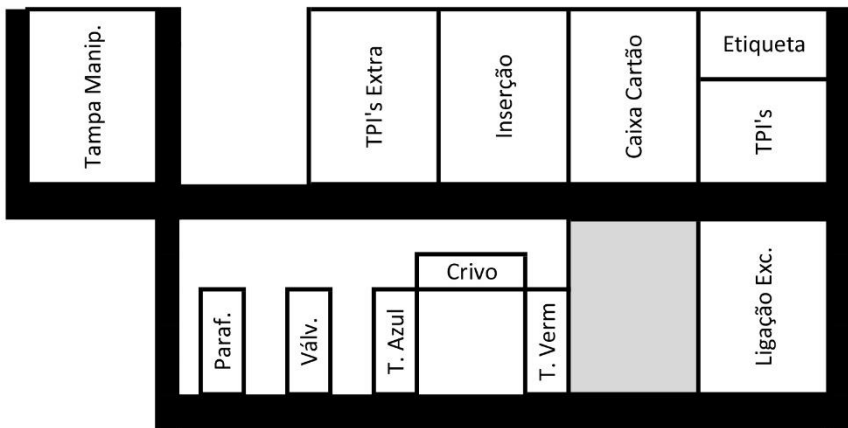 Tampa Manip.
TPI's Extra
Inserção
Caixa Cartão
Etiqueta
TPI's
Paraf.
Válv.
T. Azul
Crivo
T. Verm
Ligação Exc.